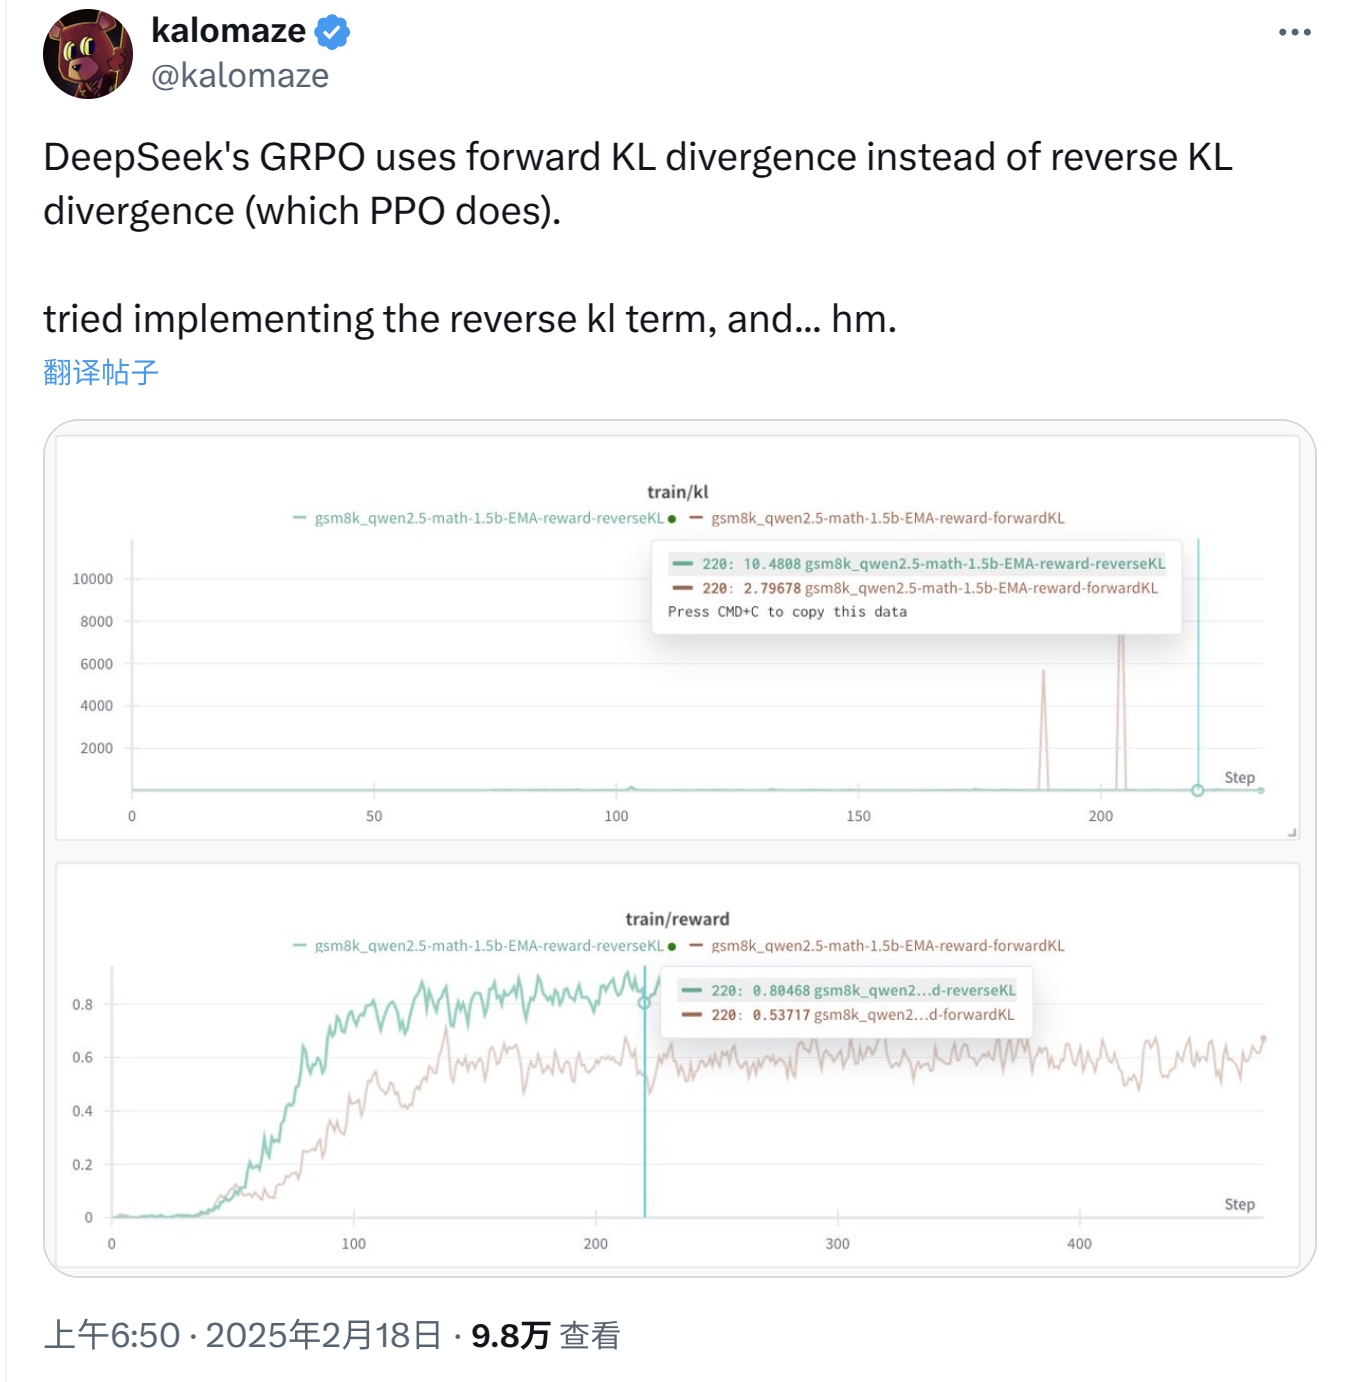 kalomaze
@kalomaze
DeepSeek's GRPO uses forward KL divergence instead of reverse KL
divergence (which PPO does).
tried implementing the reverse kl term, and... hm.
翻译帖子
train/kl
gsm8k_qwen2.5-math-1.5b-EMA-reward-reverseKL gsm8k_qwen2.5-math-1.5b-EMA-reward-forwardKL
220: 10.4808 gsm8k_qwen2.5-math-1.5b-EMA-reward-reverseKL
220: 2.79678 gsm8k_qwen2.5-math-1.5b-EMA-reward-forwardKL
Press CMD+C to copy this data
10000
8000
6000
4000
2000
Step
0 50 100 150 200
train/reward
gsm8k_qwen2.5-math-1.5b-EMA-reward-reverseKL gsm8k_qwen2.5-math-1.5b-EMA-reward-forwardKL
220: 0.80468 gsm8k_qwen2...d-reverseKL
220: 0.53717 gsm8k_qwen2...d-forwardKL
0.8
0.6
0.4
0.2
0
Step
0 100 200 300 400
上午6:50 · 2025年2月18日 · 9.8万 查看